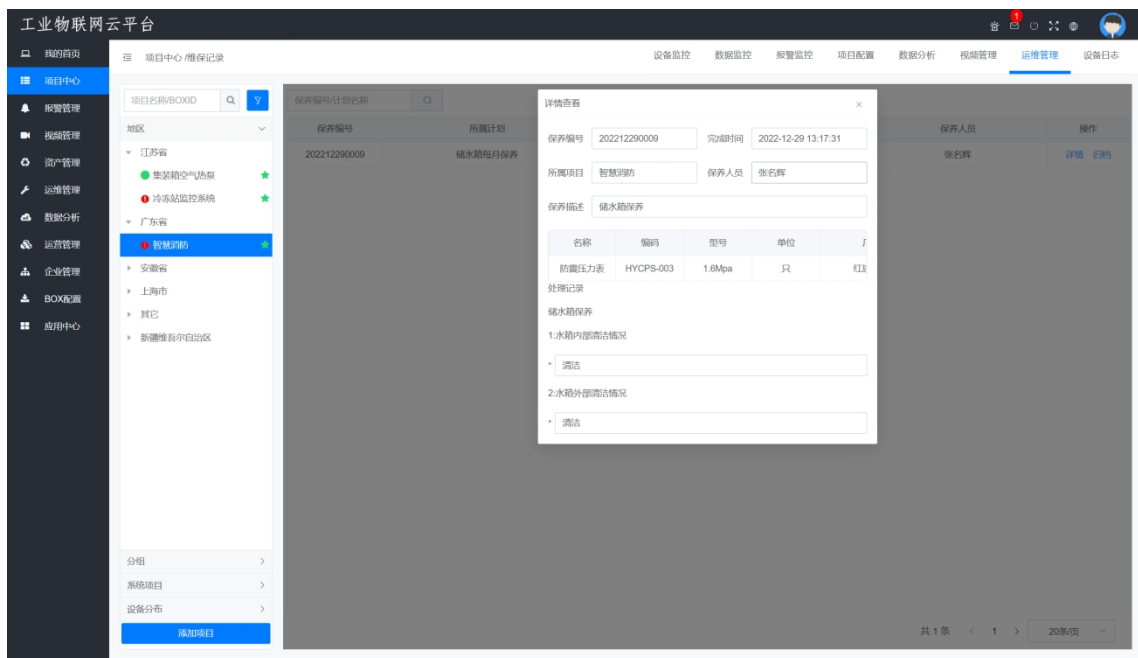 工业物联网云平台
1
我的首页
项目中心
报警管理
视频管理
资产管理
运维管理
数据分析
运营管理
企业管理
BOX配置
应用中心
项目中心 /维保记录
设备监控 数据监控 报警监控 项目配置 数据分析 视频管理 运维管理 设备日志
项目名称/BOXID
地区
江苏省
集装箱空气热泵
冷冻站监控系统
广东省
智慧消防
安徽省
上海市
其它
新疆维吾尔自治区
分组
系统项目
设备分布
添加项目
保养编号/计划名称
保养编号 所属计划 保养人员 操作
202212290009 储水箱每月保养 张名辉 详情 归档
详情查看
保养编号 202212290009 完成时间 2022-12-29 13:17:31
所属项目 智慧消防 保养人员 张名辉
保养描述 储水箱保养
名称 编码 型号 单位
防震压力表 HYCPS-003 1.6Mpa 只 红
处理记录
储水箱保养
1:水箱内部清洁情况
* 清洁
2:水箱外部清洁情况
* 清洁
共 1 条 < 1 > 20条/页